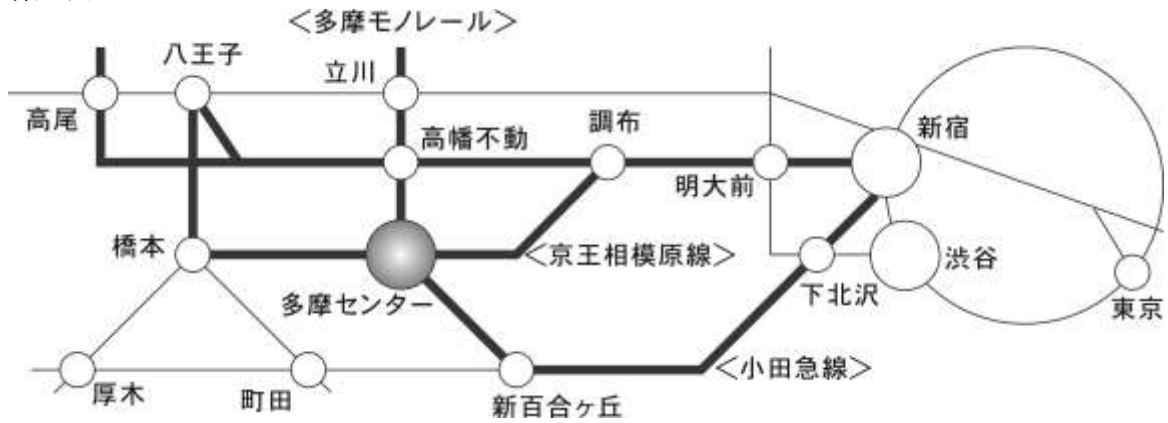 ＜多摩モノレール＞
八王子
立川
高尾
高幡不動
調布
新宿
明大前
橋本
＜京王相模原線＞
渋谷
多摩センター
下北沢
東京
＜小田急線＞
厚木
町田
新百合ヶ丘